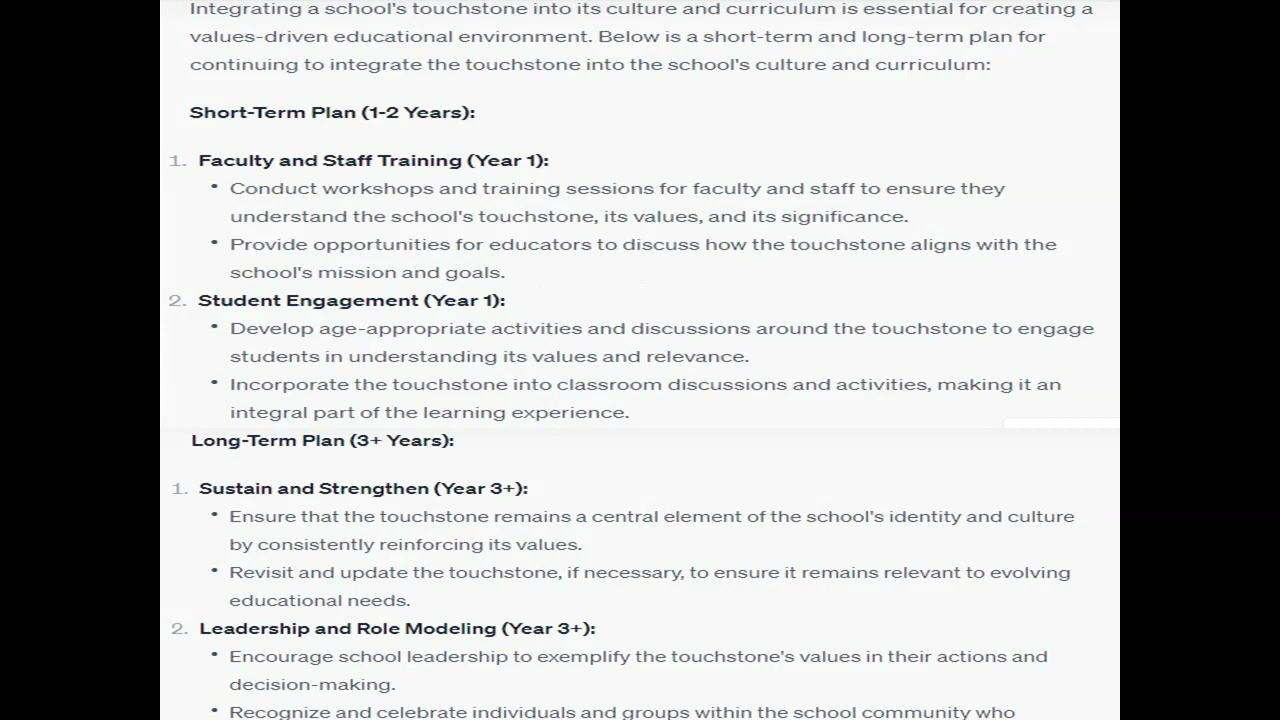 Integrating a school's touchstone into its culture and curriculum is essential for creating a
values-driven educational environment. Below is a short-term and long-term plan for
continuing to integrate the touchstone into the school's culture and curriculum:
Short-Term Plan (1-2 Years):
1. Faculty and Staff Training (Year 1):
• Conduct workshops and training sessions for faculty and staff to ensure they
understand the school's touchstone, its values, and its significance.
• Provide opportunities for educators to discuss how the touchstone aligns with the
school's mission and goals.
2. Student Engagement (Year 1):
• Develop age-appropriate activities and discussions around the touchstone to engage
students in understanding its values and relevance.
• Incorporate the touchstone into classroom discussions and activities, making it an
integral part of the learning experience.
Long-Term Plan (3+ Years):
1. Sustain and Strengthen (Year 3+):
• Ensure that the touchstone remains a central element of the school's identity and culture
by consistently reinforcing its values.
• Revisit and update the touchstone, if necessary, to ensure it remains relevant to evolving
educational needs.
2. Leadership and Role Modeling (Year 3+):
• Encourage school leadership to exemplify the touchstone's values in their actions and
decision-making.
• Recognize and celebrate individuals and groups within the school community who